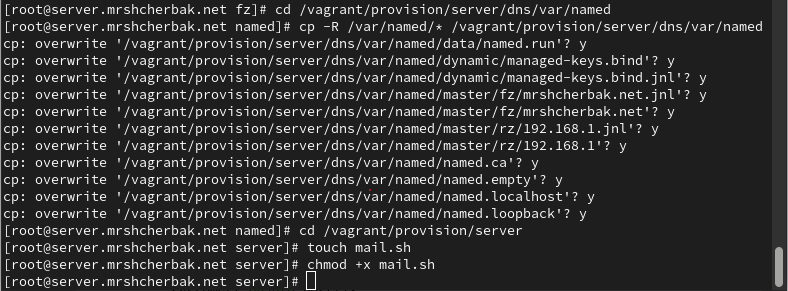 [root@server.mrshcherbak.net fz]# cd /vagrant/provision/server/dns/var/named
[root@server.mrshcherbak.net named]# cp -R /var/named/* /vagrant/provision/server/dns/var/named
cp: overwrite '/vagrant/provision/server/dns/var/named/data/named.run'? y
cp: overwrite '/vagrant/provision/server/dns/var/named/dynamic/managed-keys.bind'? y
cp: overwrite '/vagrant/provision/server/dns/var/named/dynamic/managed-keys.bind.jnl'? y
cp: overwrite '/vagrant/provision/server/dns/var/named/master/fz/mrshcherbak.net.jnl'? y
cp: overwrite '/vagrant/provision/server/dns/var/named/master/fz/mrshcherbak.net'? y
cp: overwrite '/vagrant/provision/server/dns/var/named/master/rz/192.168.1.jnl'? y
cp: overwrite '/vagrant/provision/server/dns/var/named/master/rz/192.168.1'? y
cp: overwrite '/vagrant/provision/server/dns/var/named/named.ca'? y
cp: overwrite '/vagrant/provision/server/dns/var/named/named.empty'? y
cp: overwrite '/vagrant/provision/server/dns/var/named/named.localhost'? y
cp: overwrite '/vagrant/provision/server/dns/var/named/named.loopback'? y
[root@server.mrshcherbak.net named]# cd /vagrant/provision/server
[root@server.mrshcherbak.net server]# touch mail.sh
[root@server.mrshcherbak.net server]# chmod +x mail.sh
[root@server.mrshcherbak.net server]#